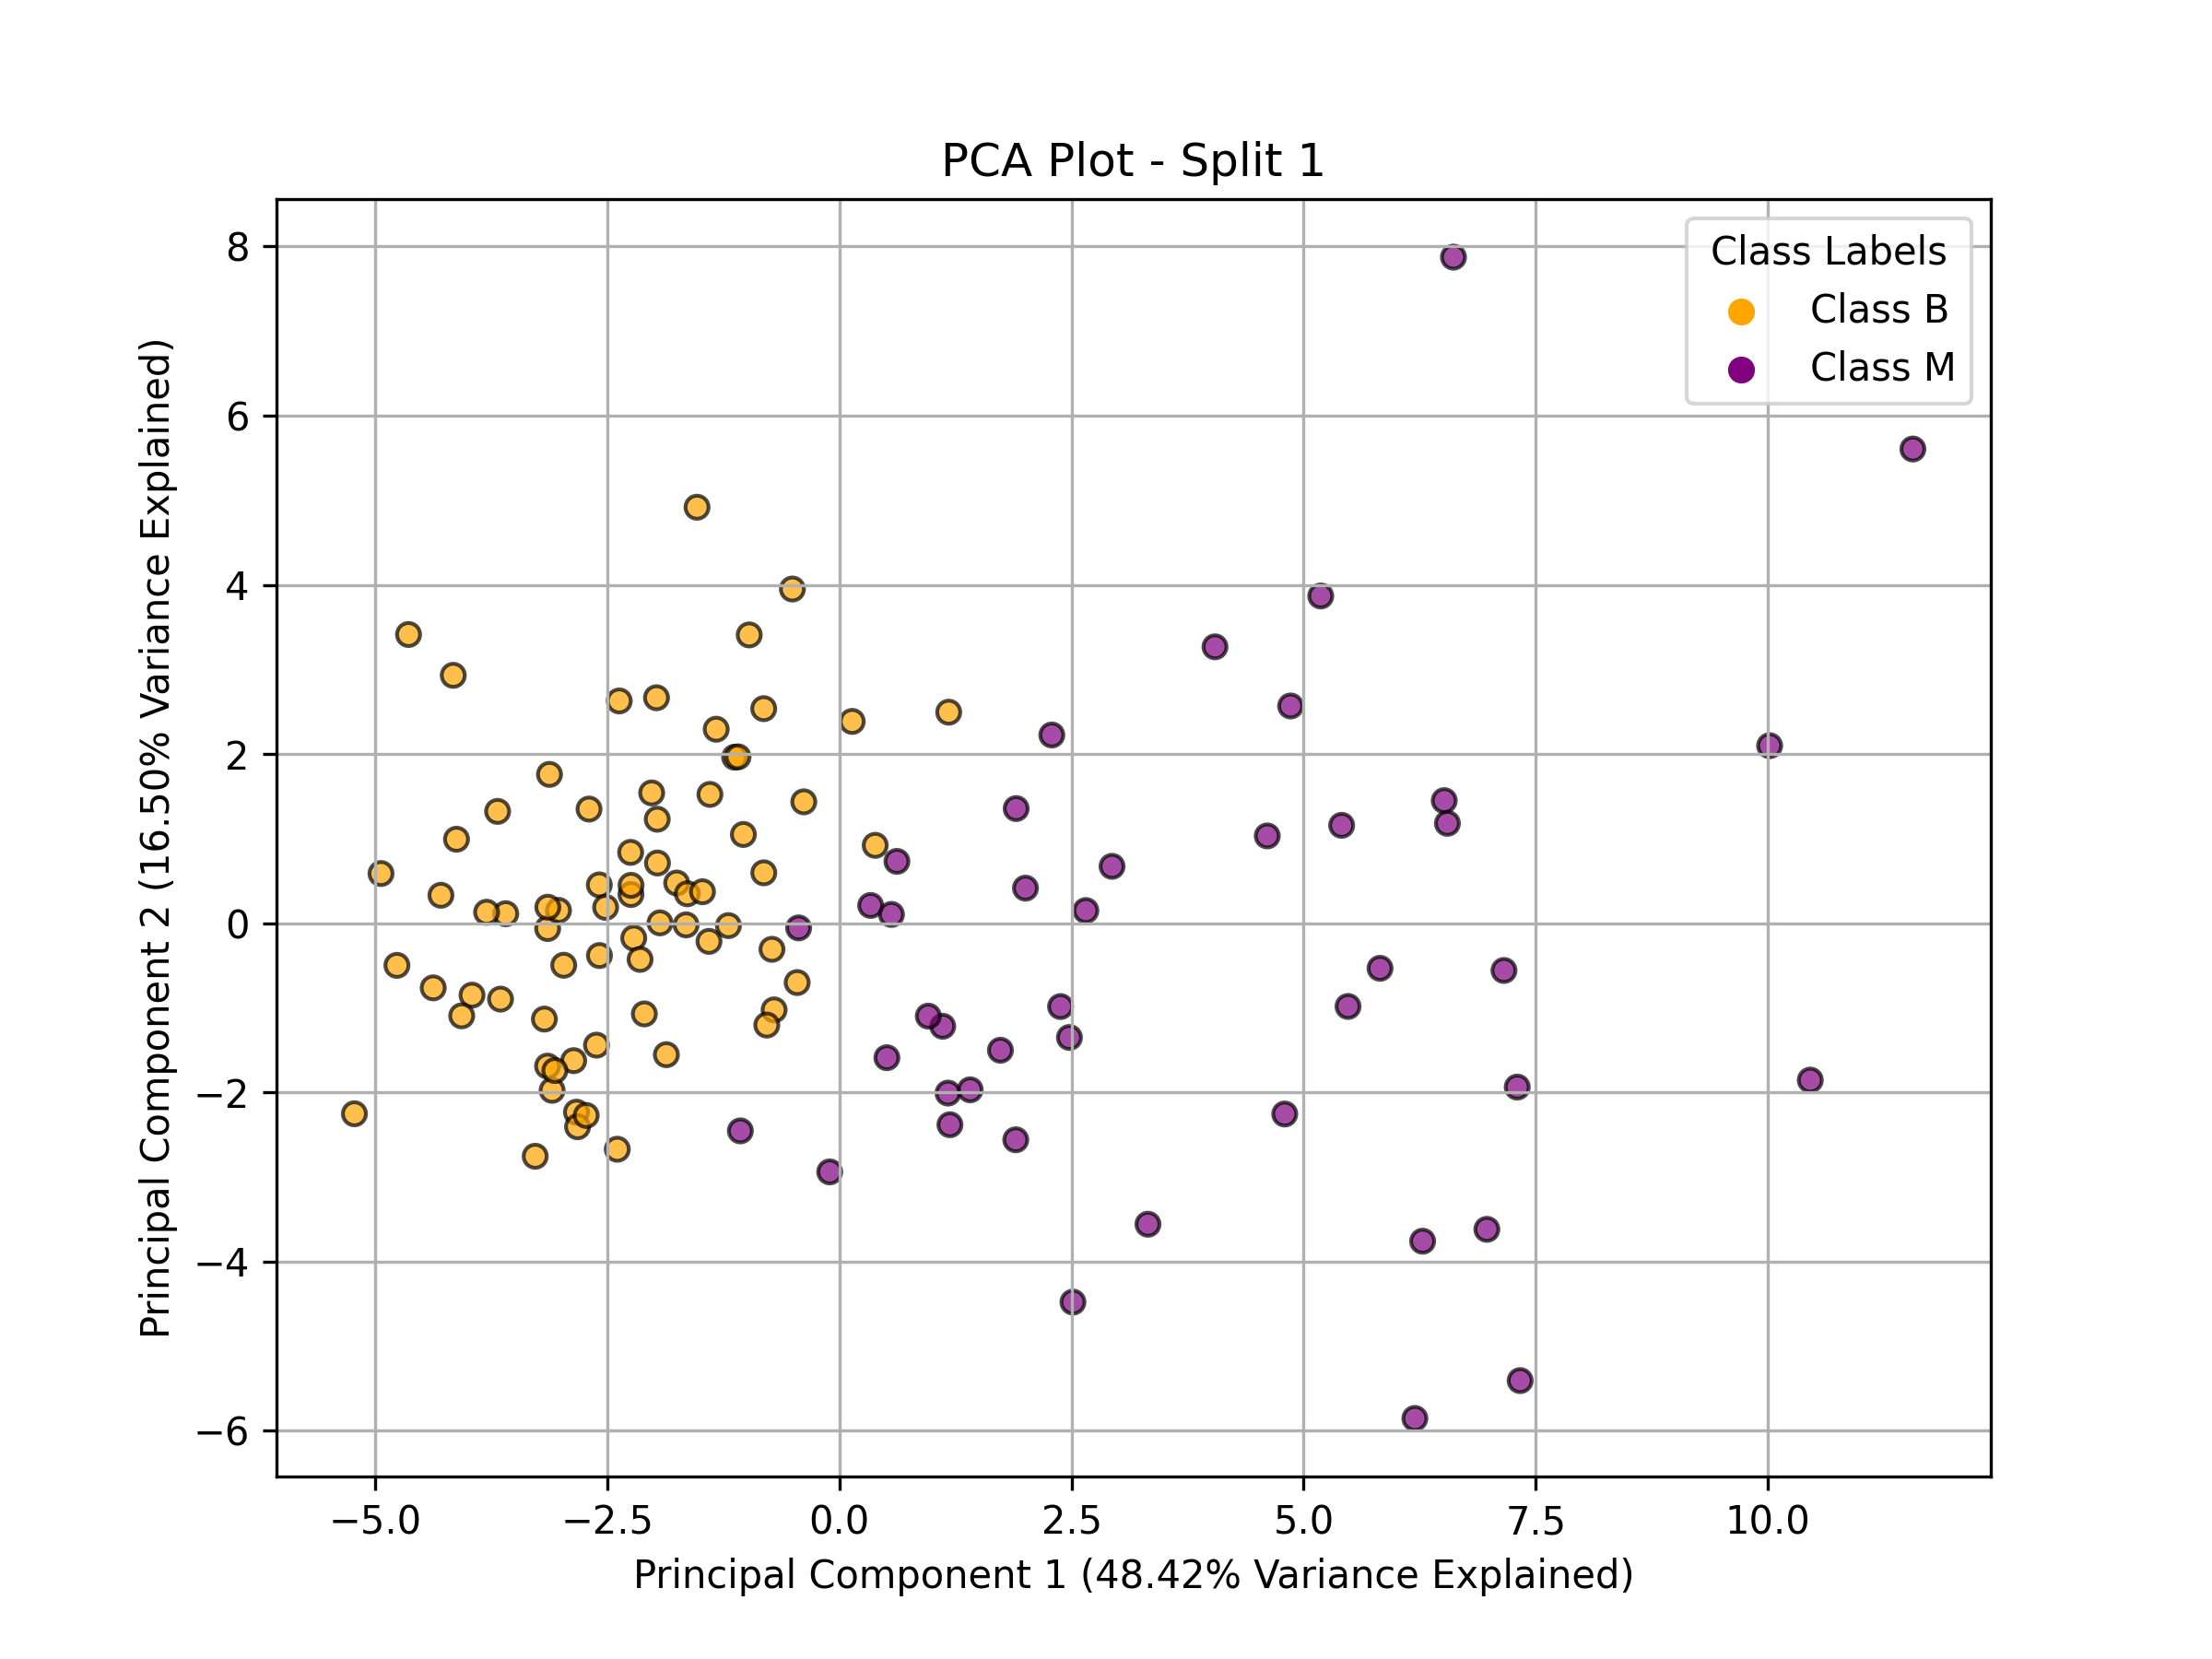 PCA Plot - Split 1
Class Labels
Class B
Class M
Principal Component 2 (16.50% Variance Explained)
8
6
4
2
0
−2
−4
−6
−5.0 −2.5 0.0 2.5 5.0 7.5 10.0
Principal Component 1 (48.42% Variance Explained)